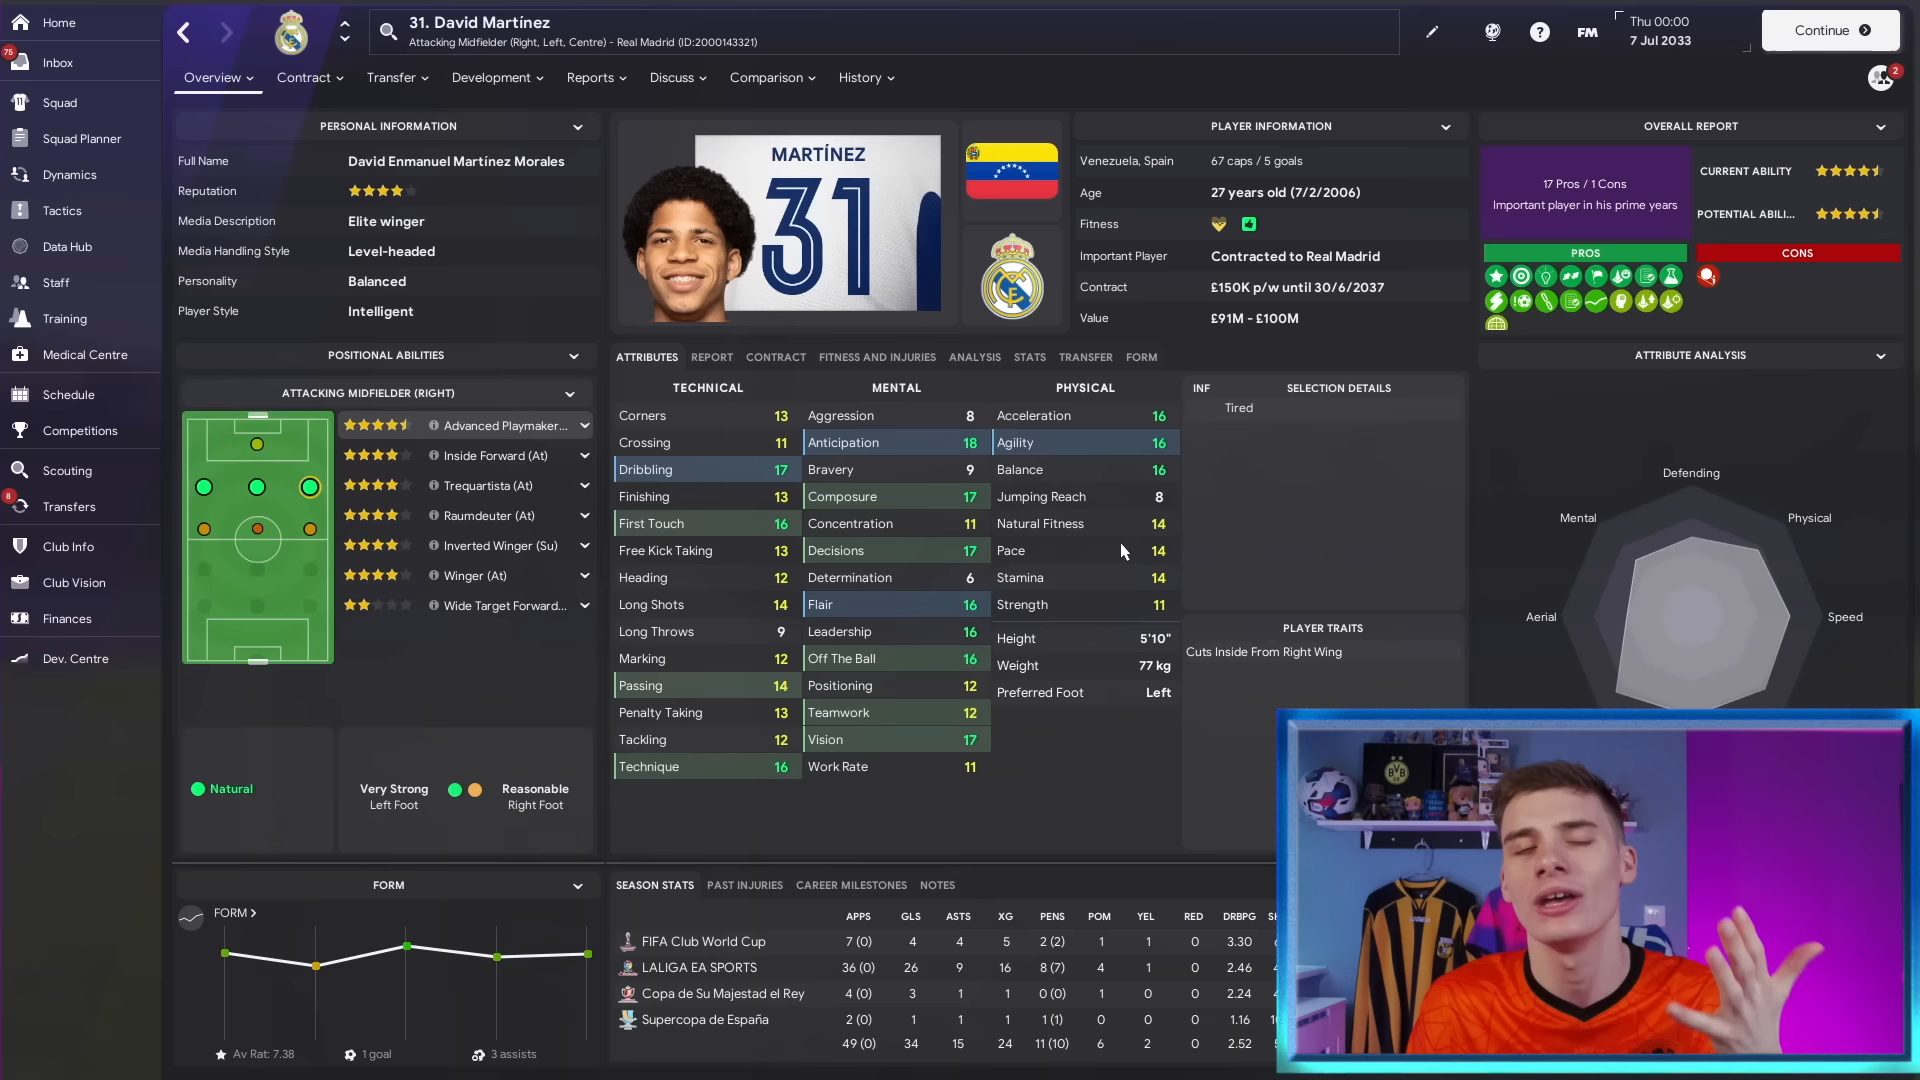 Home
75
Inbox
Squad
Squad Planner
Dynamics
Tactics
Data Hub
Staff
Training
Medical Centre
Schedule
Competitions
Scouting
8
Transfers
Club Info
Club Vision
Finances
Dev. Centre
31. David Martínez
Attacking Midfielder (Right, Left, Centre) - Real Madrid (ID:2000143321)
FM
Thu 00:00
7 Jul 2033
Continue
Overview Contract Transfer Development Reports Discuss Comparison History
2
PERSONAL INFORMATION
Full Name David Enmanuel Martínez Morales
Reputation
Media Description Elite winger
Media Handling Style Level-headed
Personality Balanced
Player Style Intelligent
MARTÍNEZ
31
PLAYER INFORMATION
Venezuela, Spain 67 caps / 5 goals
Age 27 years old (7/2/2006)
Fitness
Important Player Contracted to Real Madrid
Contract £150K p/w until 30/6/2037
Value £91M - £100M
OVERALL REPORT
17 Pros / 1 Cons
Important player in his prime years
CURRENT ABILITY
POTENTIAL ABILI...
PROS CONS
POSITIONAL ABILITIES
ATTACKING MIDFIELDER (RIGHT)
Advanced Playmaker...
Inside Forward (At)
Trequartista (At)
Raumdeuter (At)
Inverted Winger (Su)
Winger (At)
Wide Target Forward...
Natural
Very Strong
Left Foot
Reasonable
Right Foot
ATTRIBUTES REPORT CONTRACT FITNESS AND INJURIES ANALYSIS STATS TRANSFER FORM
TECHNICAL MENTAL PHYSICAL
Corners 13 Aggression 8 Acceleration 16
Crossing 11 Anticipation 18 Agility 16
Dribbling 17 Bravery 9 Balance 16
Finishing 13 Composure 17 Jumping Reach 8
First Touch 16 Concentration 11 Natural Fitness 14
Free Kick Taking 13 Decisions 17 Pace 14
Heading 12 Determination 6 Stamina 14
Long Shots 14 Flair 16 Strength 11
Long Throws 9 Leadership 16 Height 5'10"
Marking 12 Off The Ball 16 Weight 77 kg
Passing 14 Positioning 12 Preferred Foot Left
Penalty Taking 13 Teamwork 12
Tackling 12 Vision 17
Technique 16 Work Rate 11
INF SELECTION DETAILS
Tired
PLAYER TRAITS
Cuts Inside From Right Wing
ATTRIBUTE ANALYSIS
Defending
Mental Physical
Aerial Speed
FORM
FORM
Av Rat: 7.38 1 goal 3 assists
SEASON STATS PAST INJURIES CAREER MILESTONES NOTES
APPS GLS ASTS XG PENS POM YEL RED DRBPG
FIFA Club World Cup 7 (0) 4 4 5 2 (2) 1 1 0 3.30
LALIGA EA SPORTS 36 (0) 26 9 16 8 (7) 4 1 0 2.46
Copa de Su Majestad el Rey 4 (0) 3 1 1 0 (0) 1 0 0 2.24
Supercopa de España 2 (0) 1 1 1 1 (1) 0 0 0 1.16
49 (0) 34 15 24 11 (10) 6 2 0 2.52
BVB